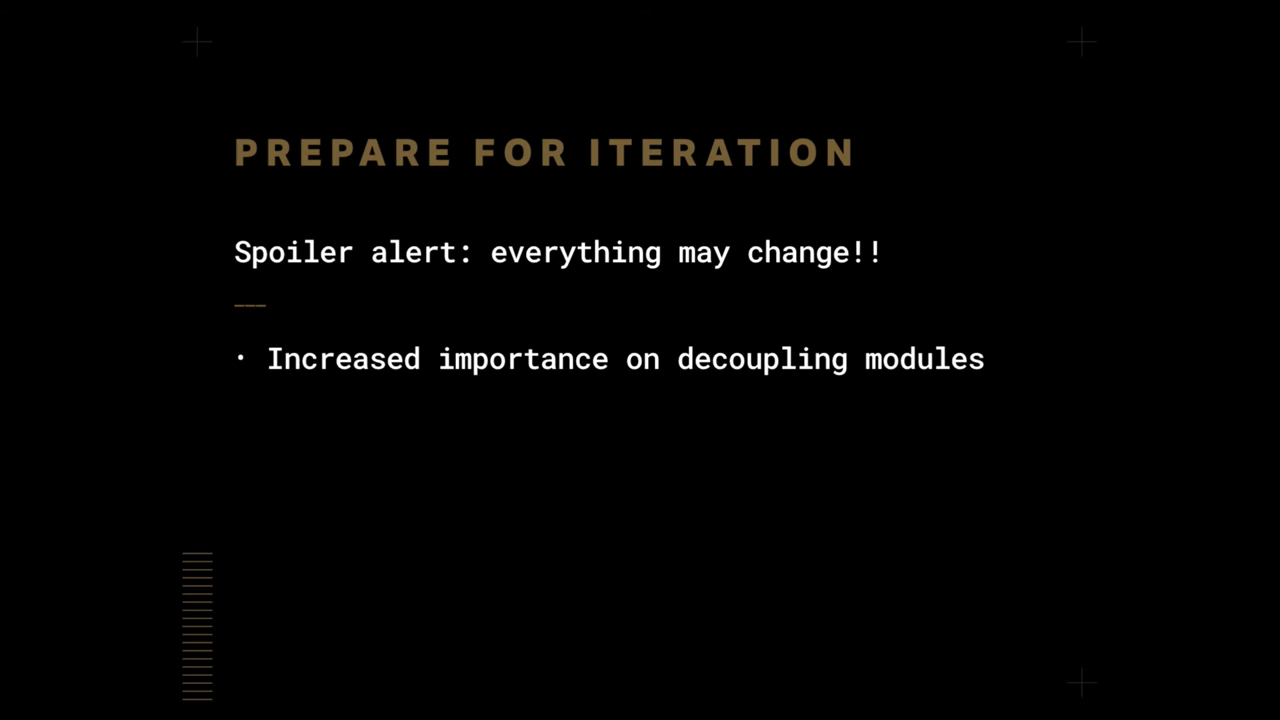 PREPARE FOR ITERATION
Spoiler alert: everything may change!!
· Increased importance on decoupling modules